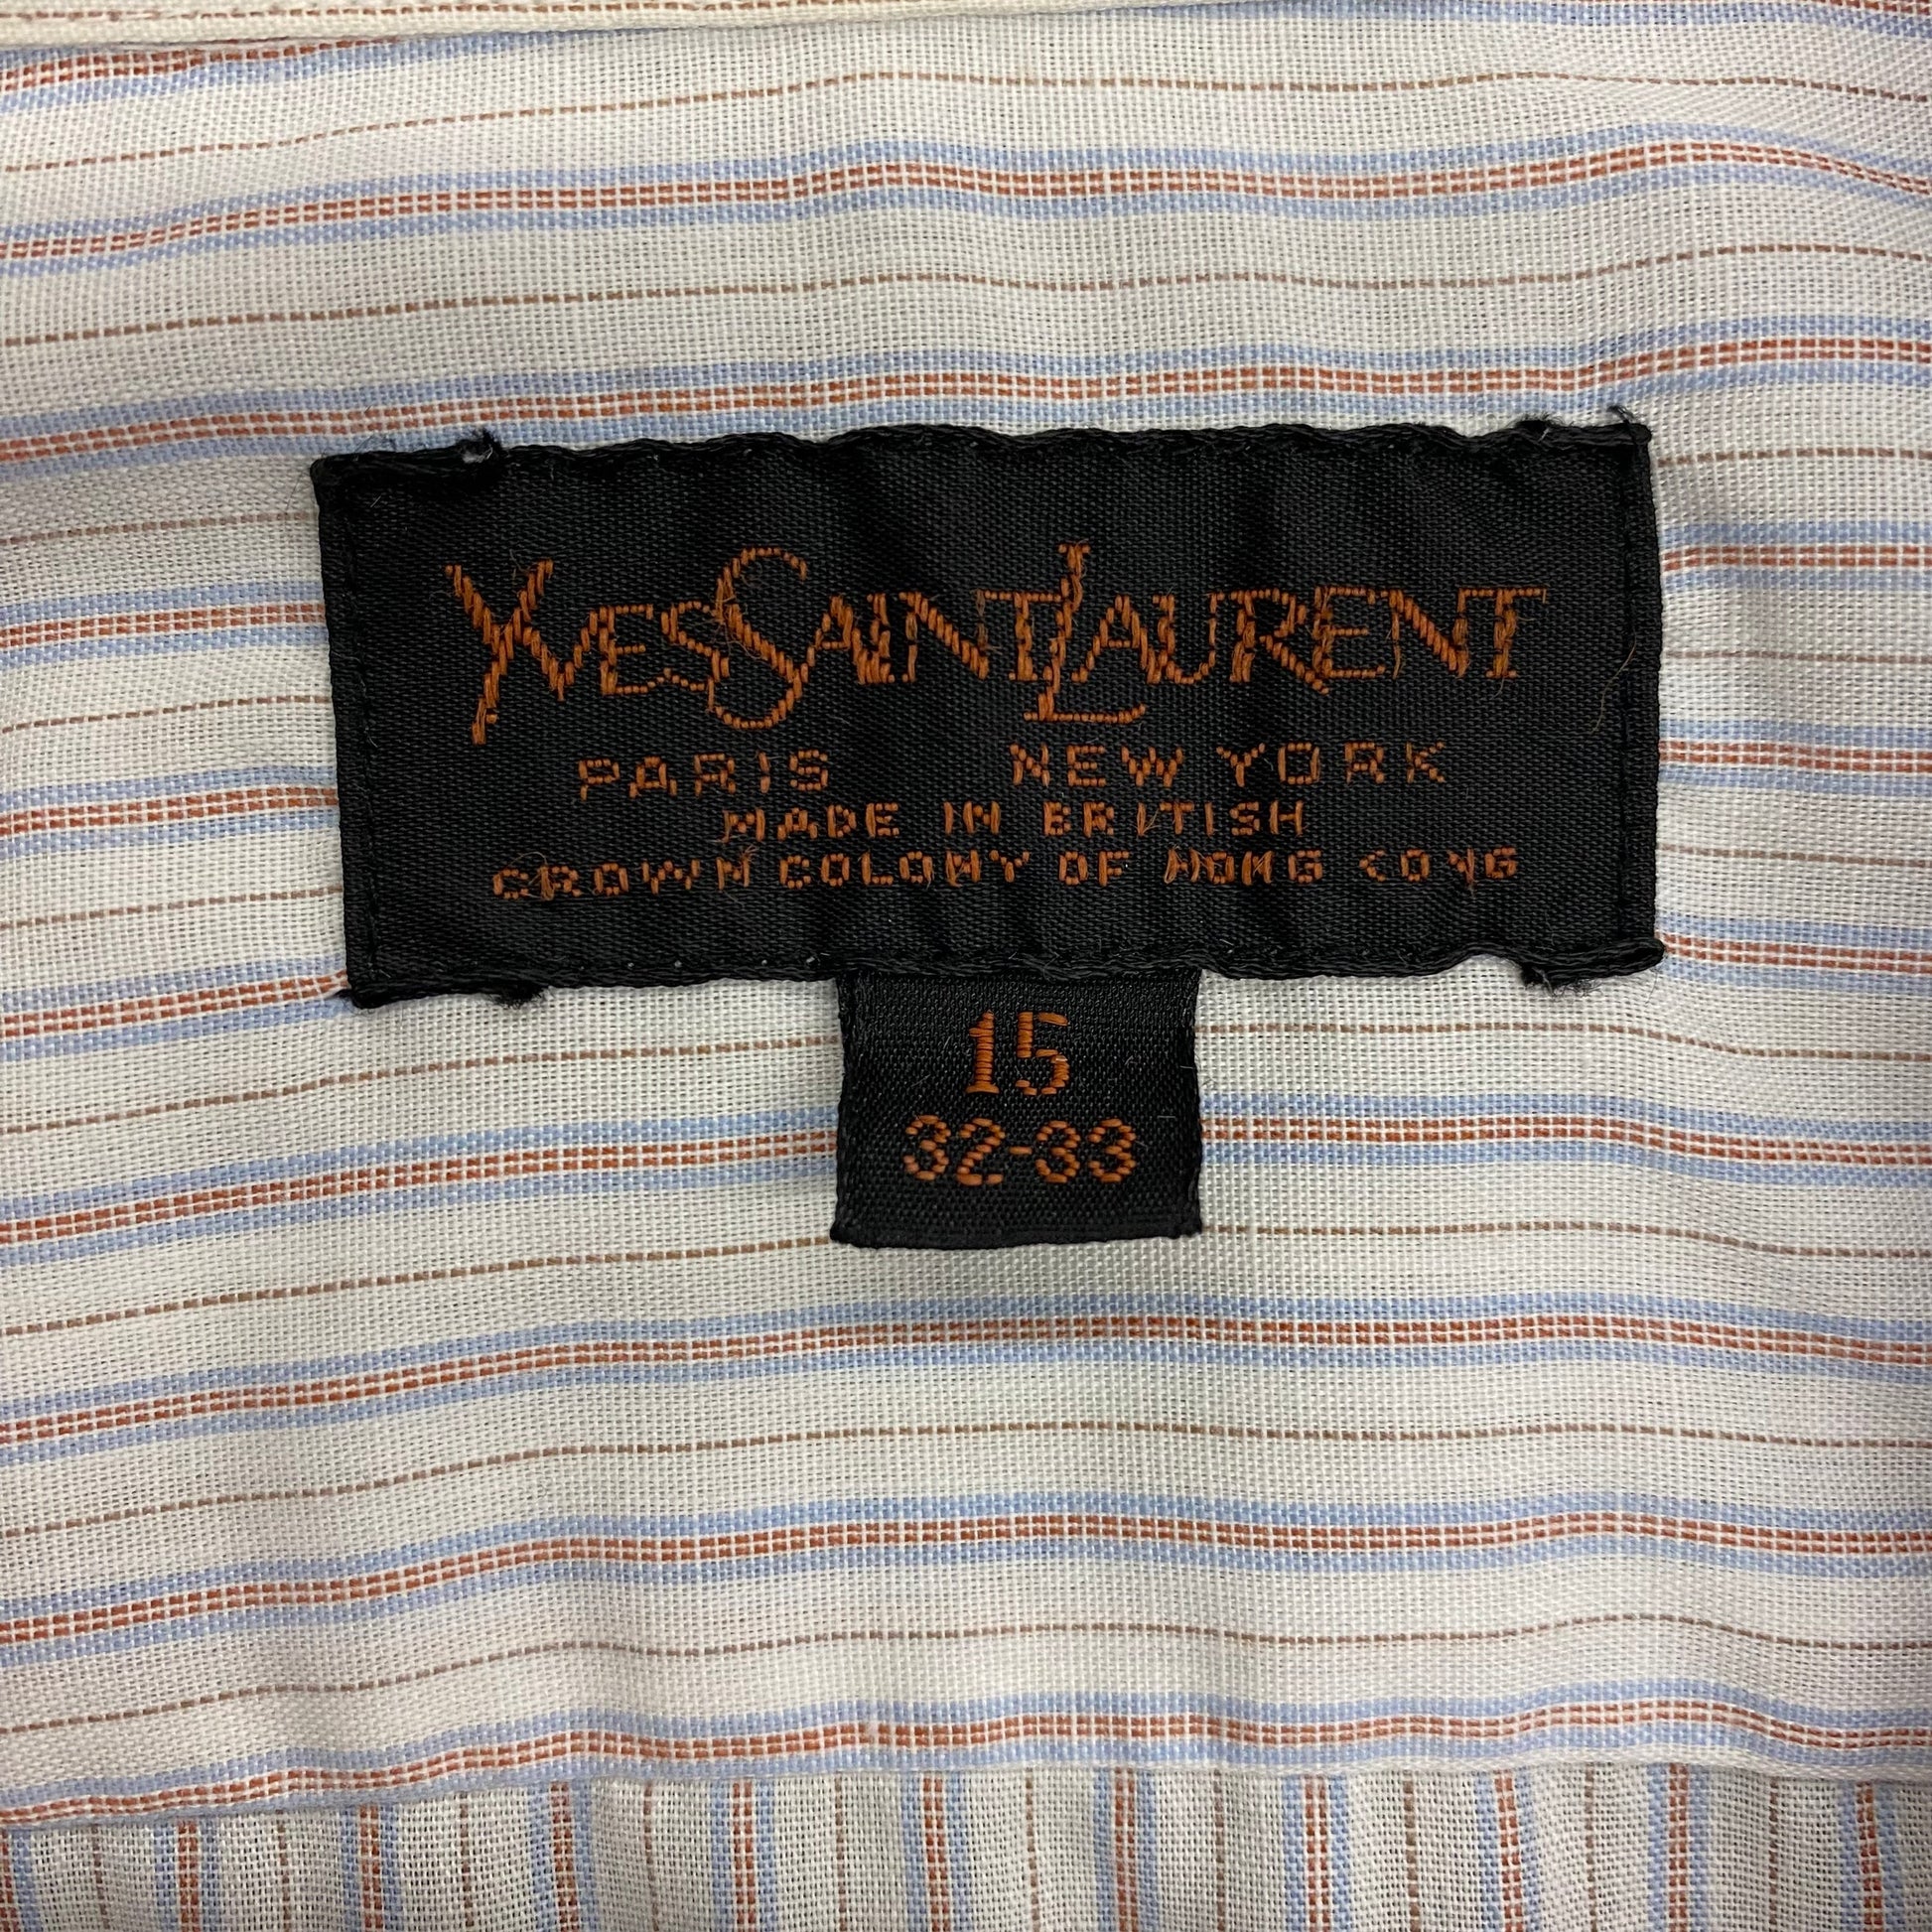 YVES SAINT LAURENT
PARIS NEW YORK
MADE IN BRITISH
CROWN COLONY OF HONG KONG
15
32-33